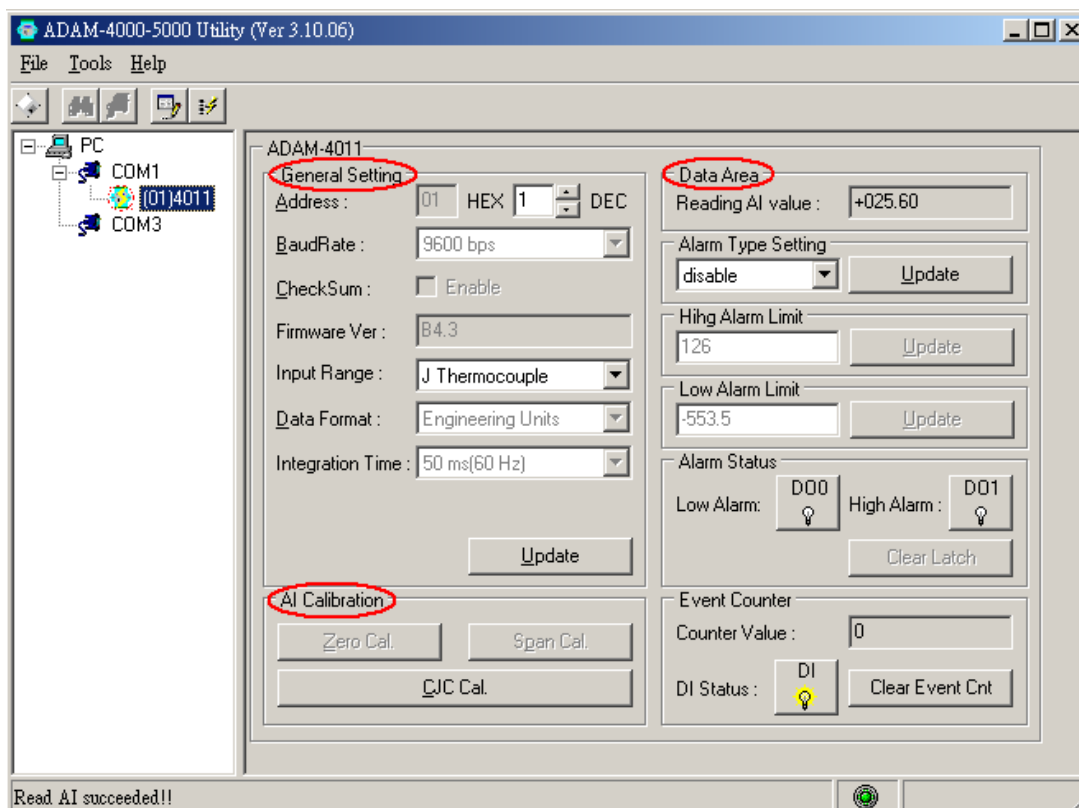 ADAM-4000-5000 Utility (Ver 3.10.06)
File Tools Help
PC
COM1
(01)4011
COM3
ADAM-4011
General Setting
Address : 01 HEX 1 DEC
BaudRate : 9600 bps
CheckSum : Enable
Firmware Ver : B4.3
Input Range : J Thermocouple
Data Format : Engineering Units
Integration Time : 50 ms(60 Hz)
Update
AI Calibration
Zero Cal. Span Cal.
CJC Cal.
Data Area
Reading AI value : +025.60
Alarm Type Setting
disable Update
Hihg Alarm Limit
126 Update
Low Alarm Limit
-553.5 Update
Alarm Status
Low Alarm: DO0 High Alarm : DO1
Clear Latch
Event Counter
Counter Value : 0
DI Status : DI Clear Event Cnt
Read AI succeeded!!